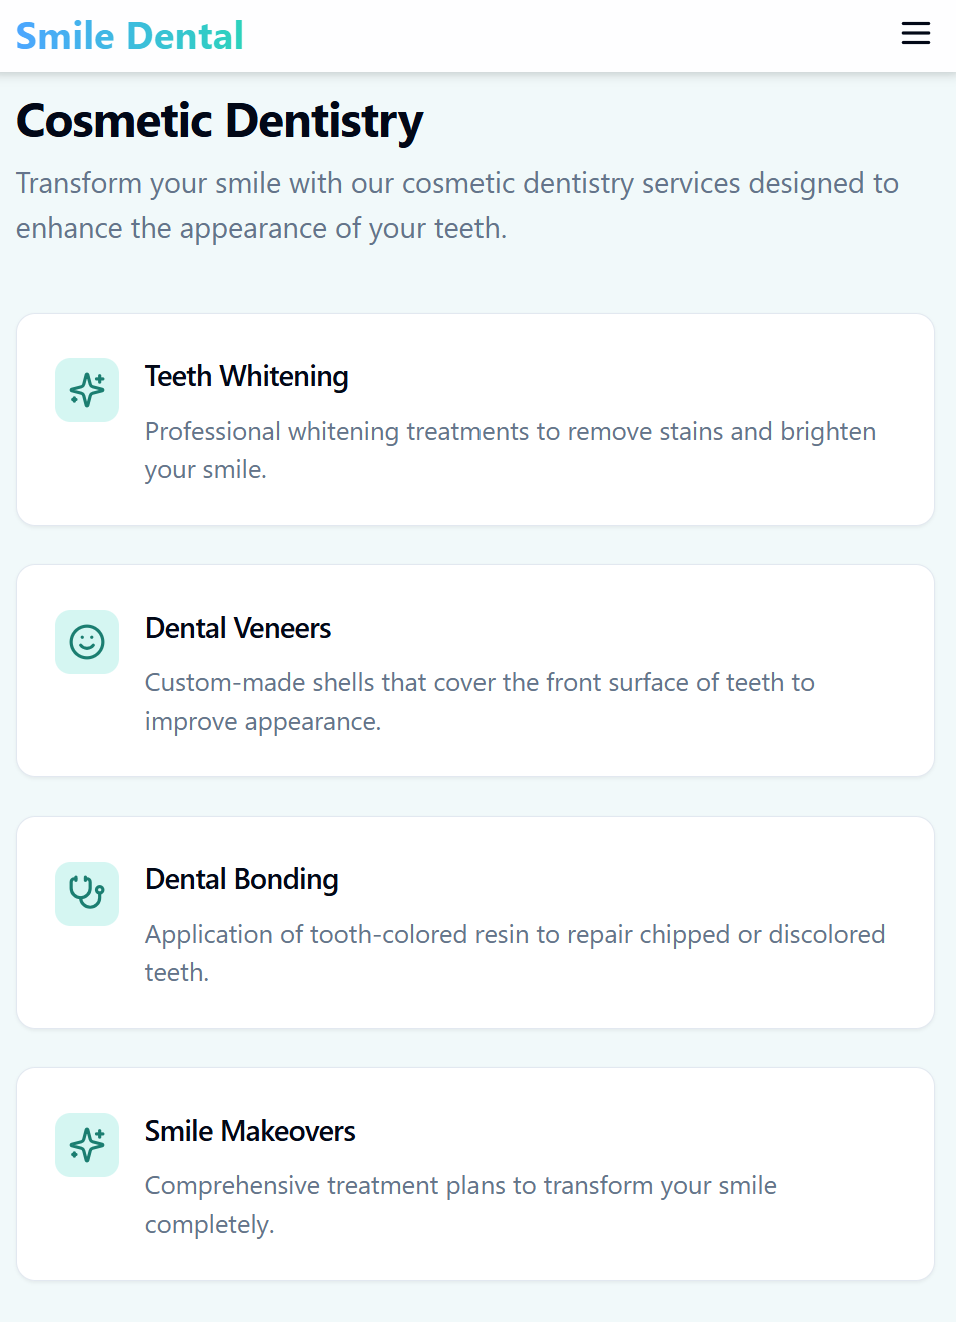 Smile Dental
Cosmetic Dentistry
Transform your smile with our cosmetic dentistry services designed to
enhance the appearance of your teeth.
Teeth Whitening
Professional whitening treatments to remove stains and brighten
your smile.
Dental Veneers
Custom-made shells that cover the front surface of teeth to
improve appearance.
Dental Bonding
Application of tooth-colored resin to repair chipped or discolored
teeth.
Smile Makeovers
Comprehensive treatment plans to transform your smile
completely.